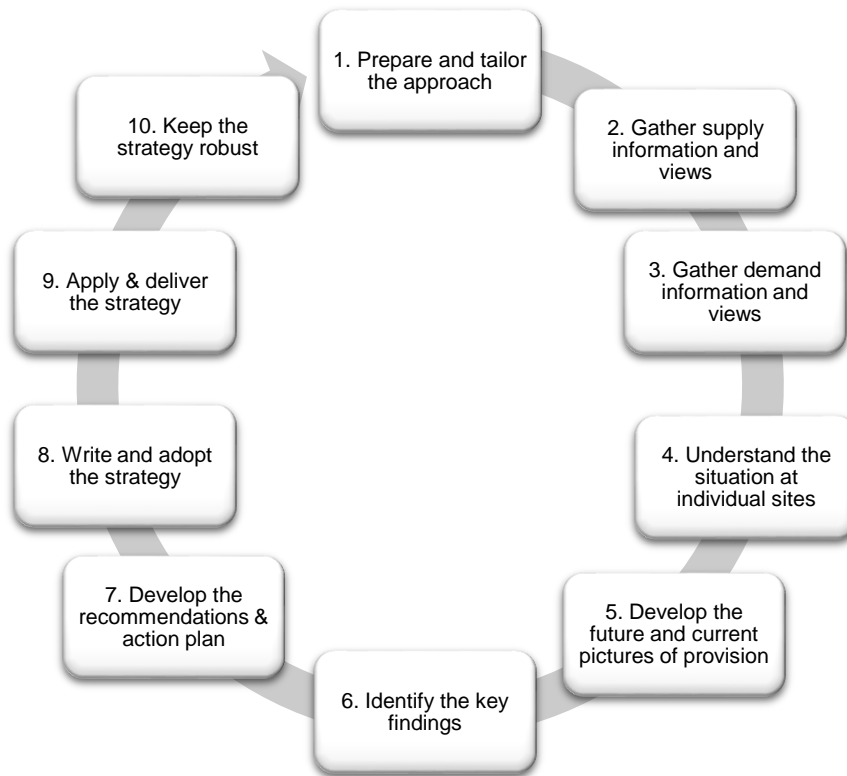 1. Prepare and tailor
the approach
2. Gather supply
information and
views
3. Gather demand
information and
views
4. Understand the
situation at
individual sites
5. Develop the
future and current
pictures of provision
6. Identify the key
findings
7. Develop the
recommendations &
action plan
8. Write and adopt
the strategy
9. Apply & deliver
the strategy
10. Keep the
strategy robust